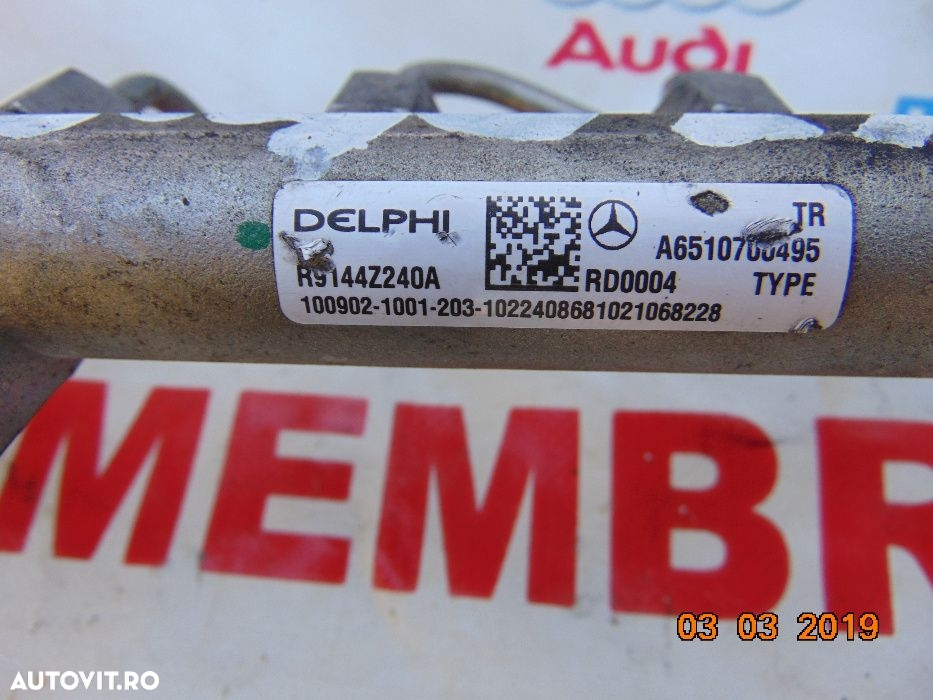 Audi
DELPHI
TR
A6510700495
R9144Z240A
RD0004
TYPE
100902-1001-203-1022408681021068228
MEMBR
03 03 2019
AUTOVIT.RO